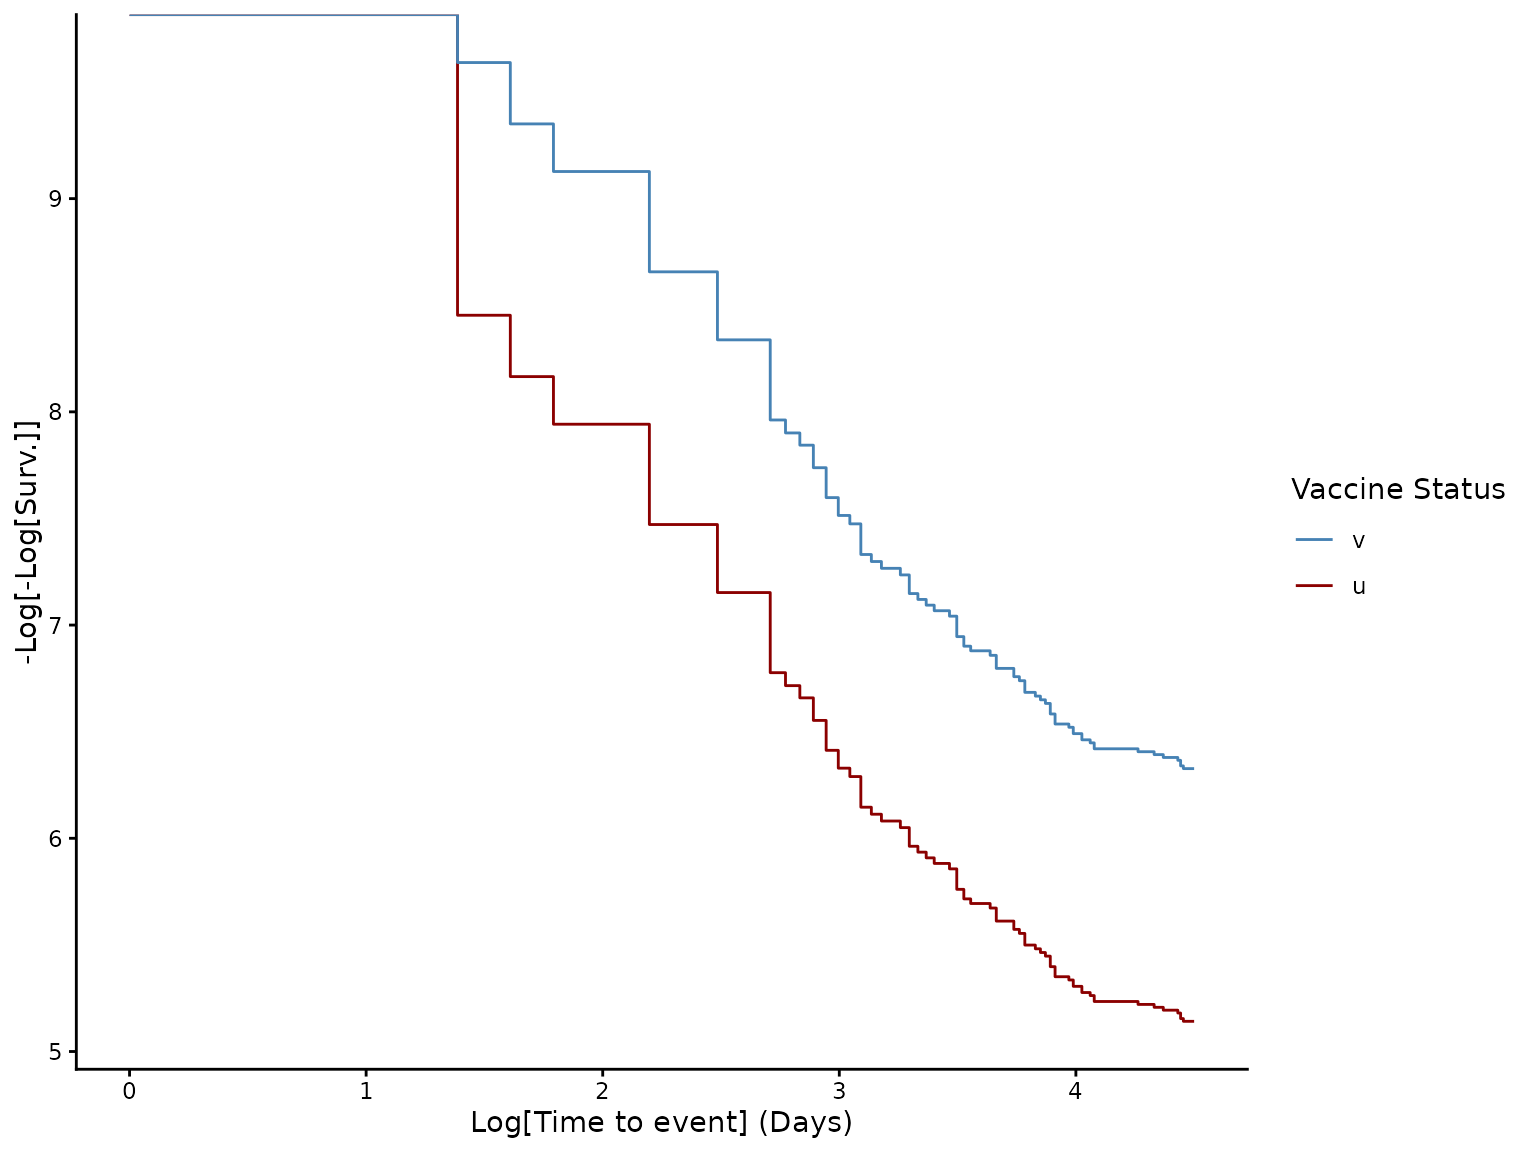 9
8
7
6
5
-Log[-Log[Surv.]]
0 1 2 3 4
Log[Time to event] (Days)
Vaccine Status
v
u